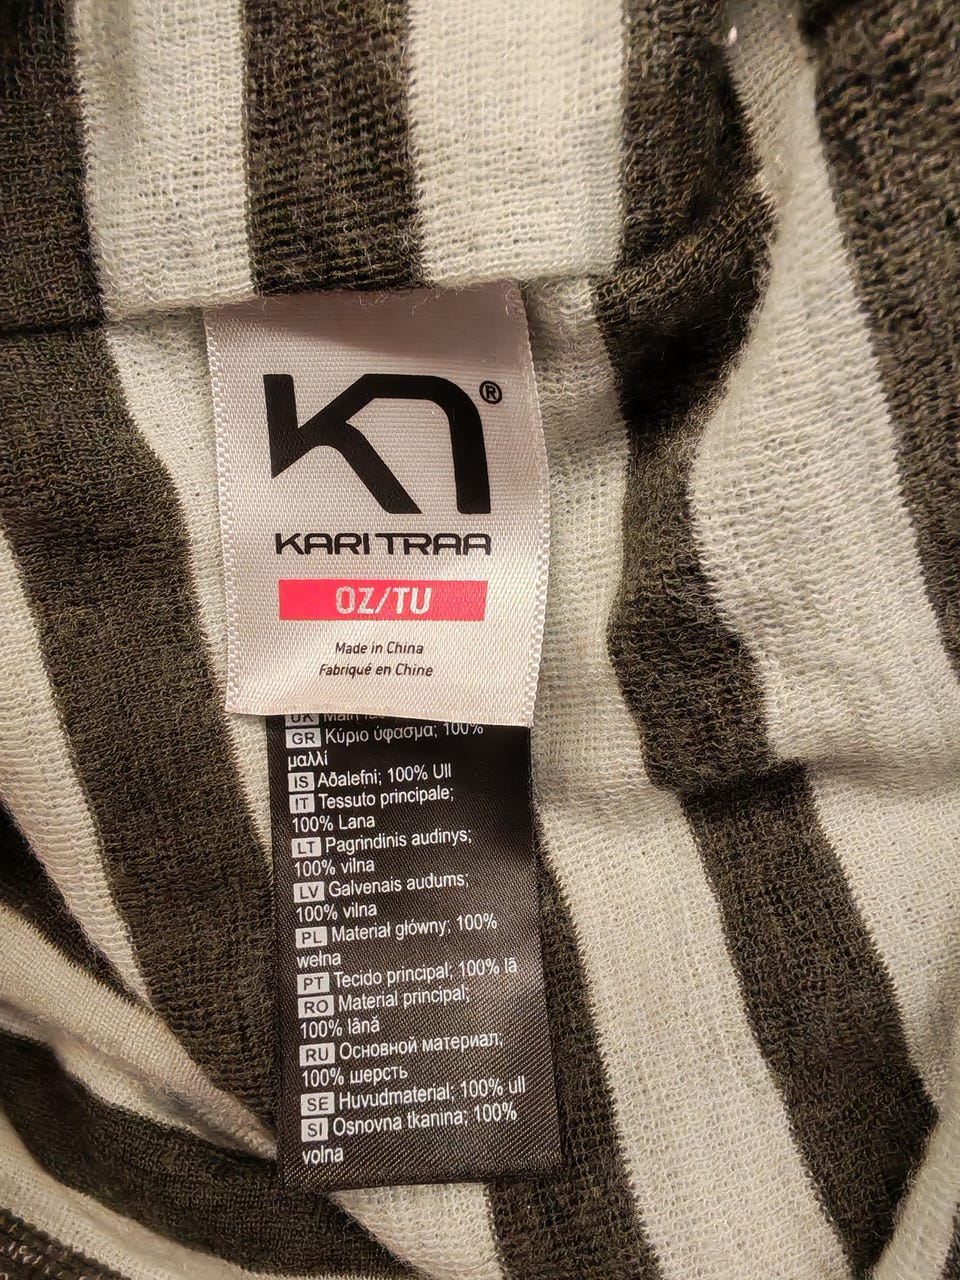 ®
KARI TRAA
OZ/TU
Made in China
Fabriqué en Chine
UK Main
GR Κύριο ύφασμα; 100%
μαλλί
IS Aðalefni; 100% Ull
IT Tessuto principale;
100% Lana
LT Pagrindinis audinys;
100% vilna
LV Galvenais audums;
100% vilna
PL Materiał główny; 100%
wełna
PT Tecido principal; 100% lã
RO Material principal;
100% lână
RU Основной материал;
100% шерсть
SE Huvudmaterial; 100% ull
SI Osnovna tkanina; 100%
volna